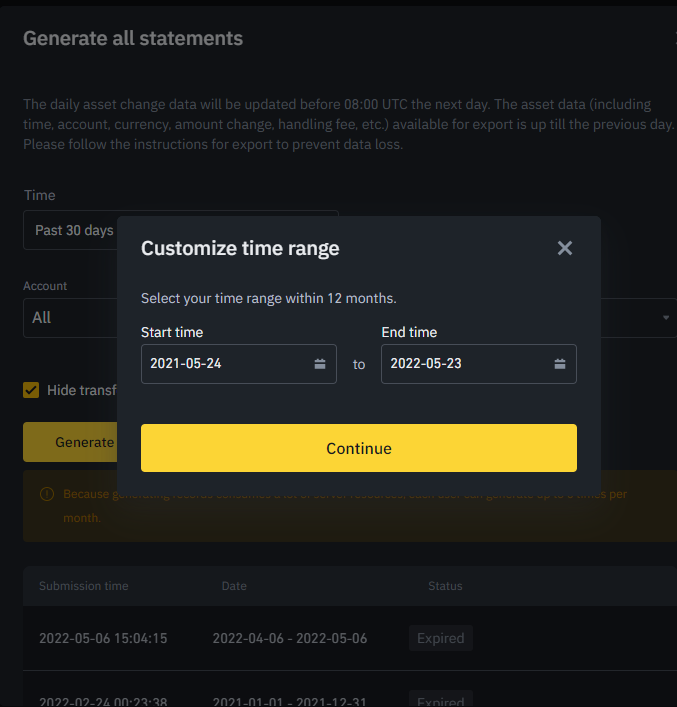 Generate all statements
The daily asset change data will be updated before 08:00 UTC the next day. The asset data (including
time, account, currency, amount change, handling fee, etc.) available for export is up till the previous day.
Please follow the instructions for export to prevent data loss.
Time
Past 30 days
Customize time range
Select your time range within 12 months.
Start time End time
2021-05-24 to 2022-05-23
Continue
Account
All
Hide transf
Generate
Because generating records consumes a lot of server resources, each user can generate up to times per
month.
Submission time Date Status
2022-05-06 15:04:15 2022-04-06 - 2022-05-06 Expired
2022-02-24 00:23:38 2021-01-01 - 2021-12-31 Expired